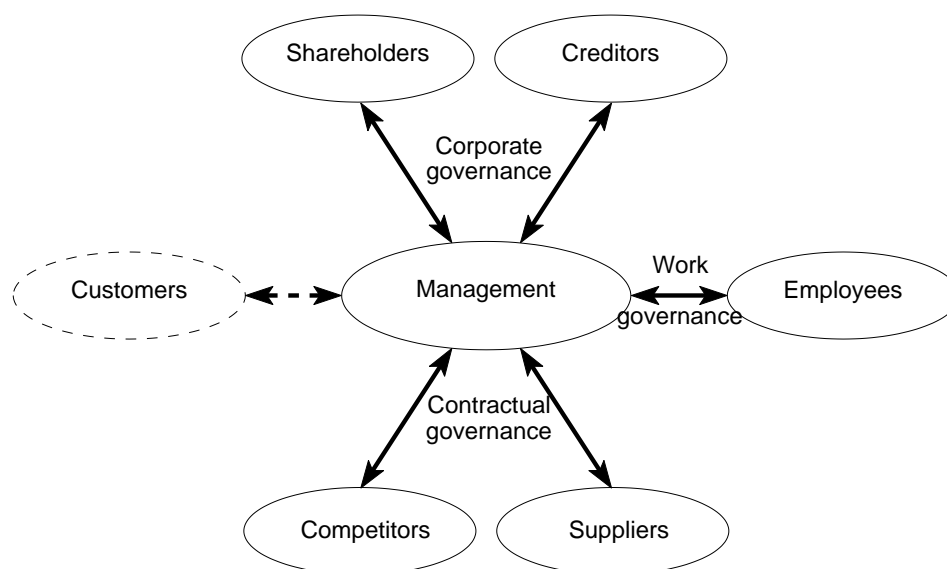 Shareholders
Creditors
Corporate
governance
Customers
Management
Work
governance
Employees
Contractual
governance
Competitors
Suppliers